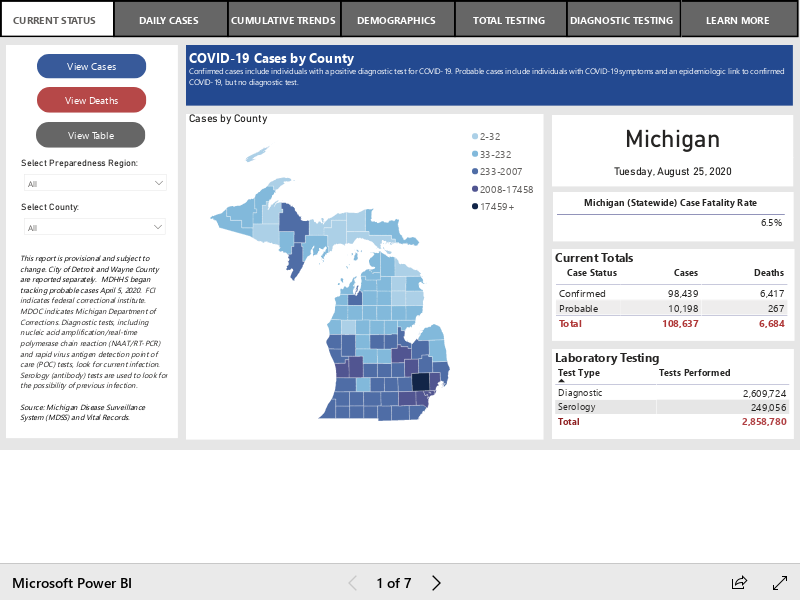 CURRENT STATUS
DAILY CASES
CUMULATIVE TRENDS
DEMOGRAPHICS
TOTAL TESTING
DIAGNOSTIC TESTING
LEARN MORE
View Cases
View Deaths
View Table
Select Preparedness Region:
All
Select County:
All
This report is provisional and subject to
change. City of Detroit and Wayne County
are reported separately. MDHHS began
tracking probable cases April 5, 2020. FCI
indicates federal correctional institute.
MDOC indicates Michigan Department of
Corrections. Diagnostic tests, including
nucleic acid amplification/real-time
polymerase chain reaction (NAAT/RT-PCR)
and rapid virus antigen detection point of
care (POC) tests, look for current infection.
Serology (antibody) tests are used to look for
the possibility of previous infection.
Source: Michigan Disease Surveillance
System (MDSS) and Vital Records.
COVID-19 Cases by County
Confirmed cases include individuals with a positive diagnostic test for COVID-19. Probable cases include individuals with COVID-19 symptoms and an epidemiologic link to confirmed
COVID-19, but no diagnostic test.
Cases by County
2-32
33-232
233-2007
2008-17458
17459+
Michigan
Tuesday, August 25, 2020
Michigan (Statewide) Case Fatality Rate
6.5%
Current Totals
Case Status Cases Deaths
Confirmed 98,439 6,417
Probable 10,198 267
Total 108,637 6,684
Laboratory Testing
Test Type Tests Performed
Diagnostic 2,609,724
Serology 249,056
Total 2,858,780
Microsoft Power BI
1 of 7